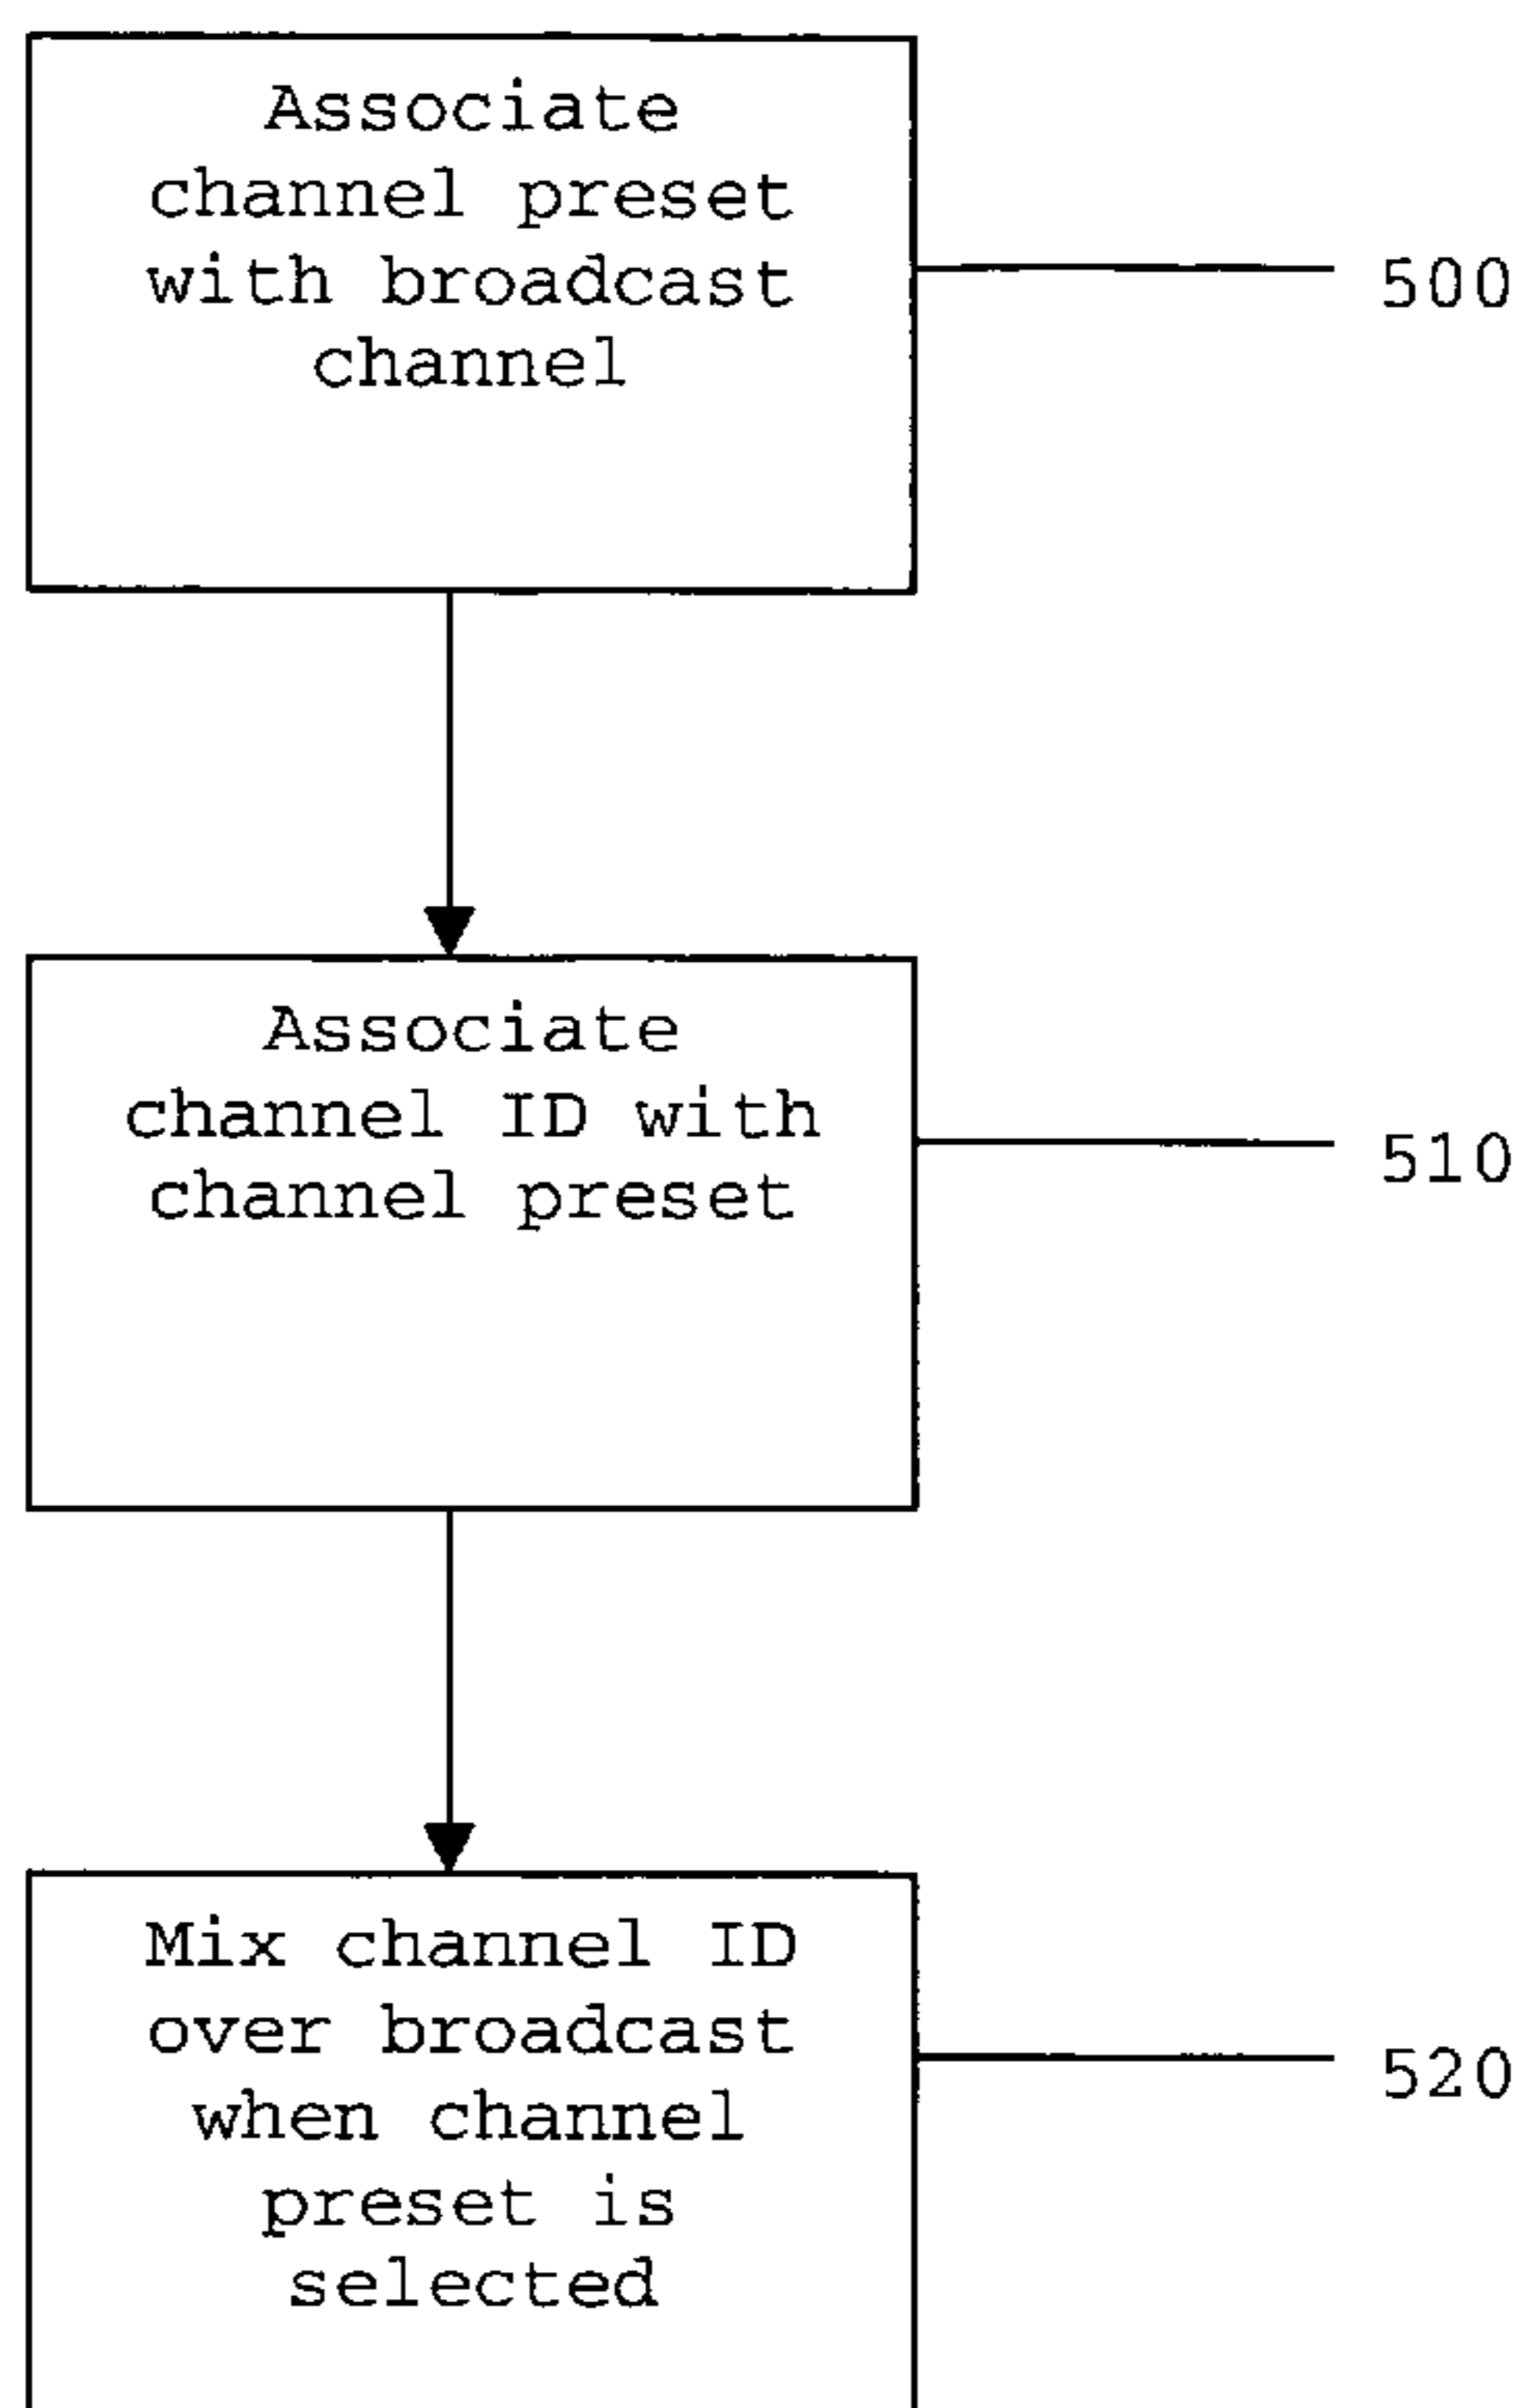 Associate
channel preset
with broadcast
channel
500
Associate
channel ID with
channel preset
510
Mix channel ID
over broadcast
when channel
preset is
selected
520